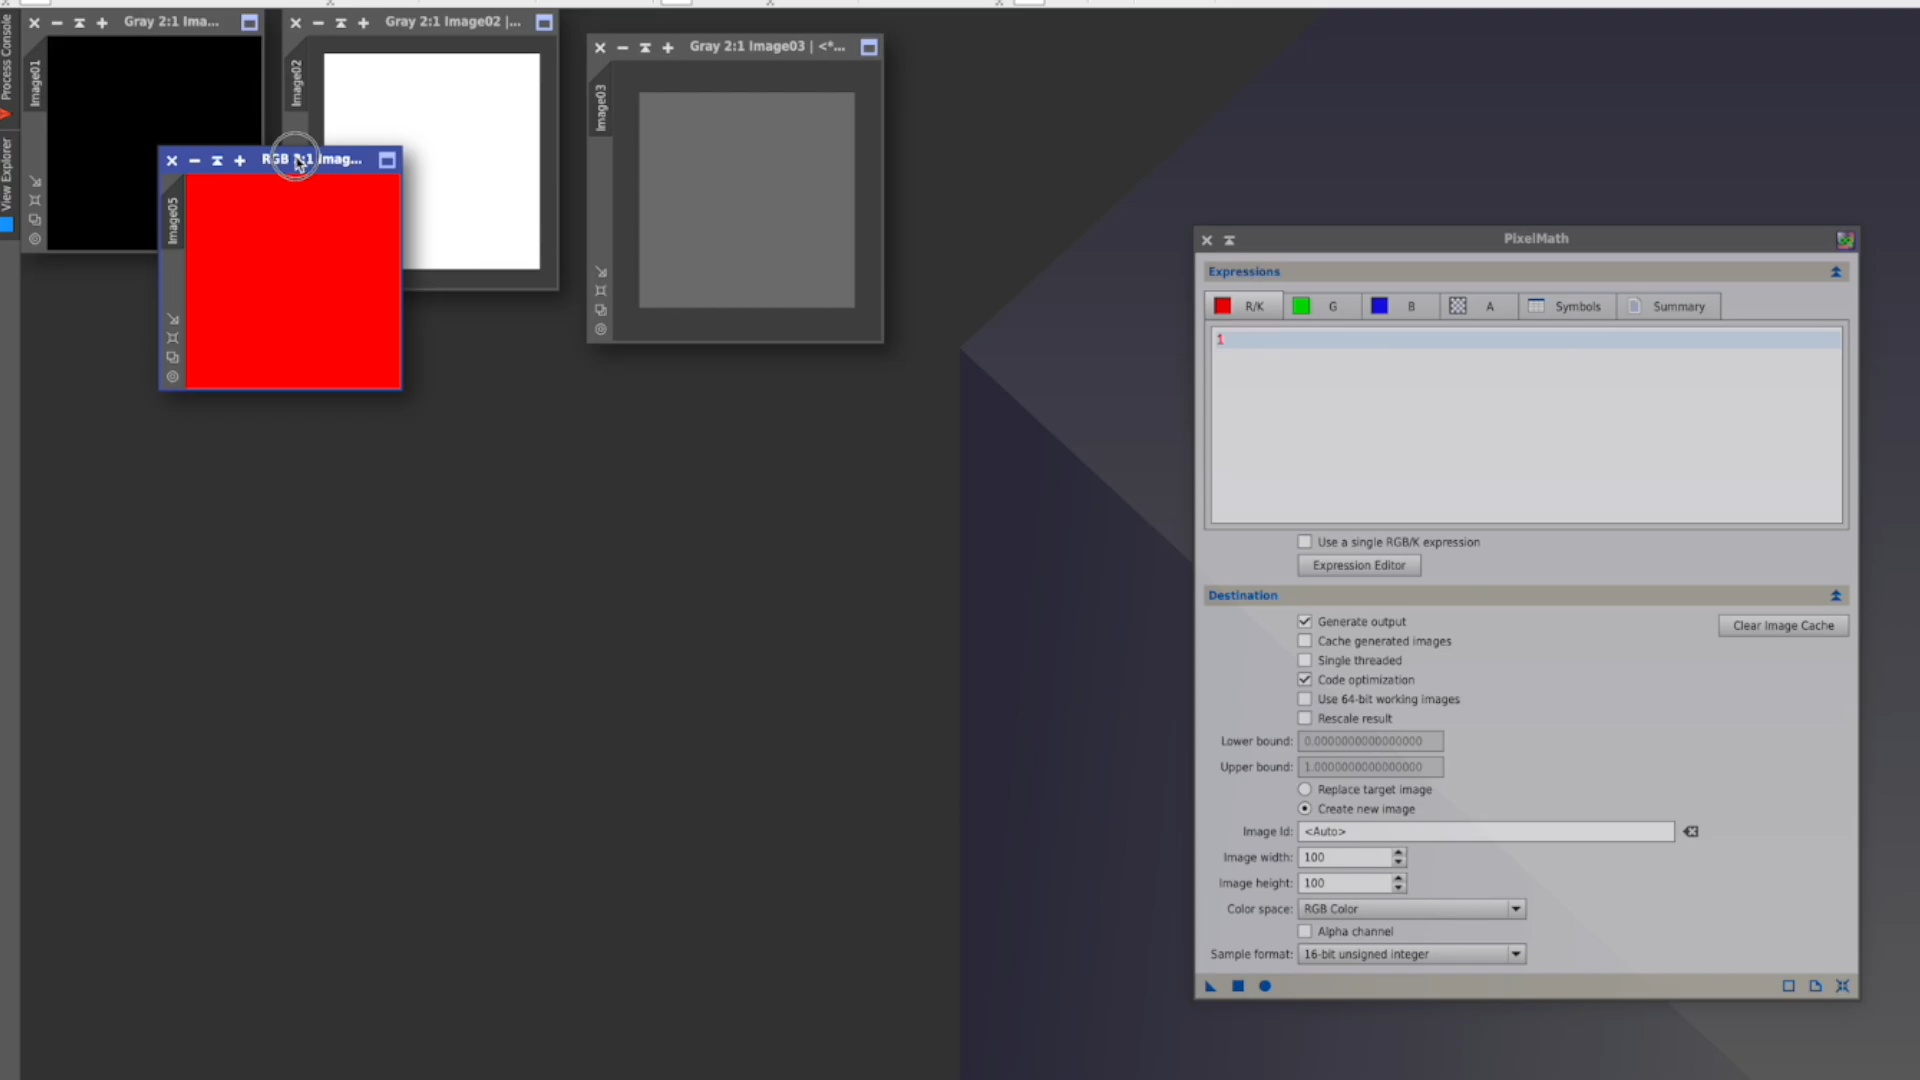 Process Console
View Explorer
Gray 2:1 Ima...
Image01
Gray 2:1 Image02 |...
Image02
Gray 2:1 Image03 | <*...
Image03
RGB 2:1 Imag...
Image05
PixelMath
Expressions
R/K
G
B
A
Symbols
Summary
1
Use a single RGB/K expression
Expression Editor
Destination
Generate output
Clear Image Cache
Cache generated images
Single threaded
Code optimization
Use 64-bit working images
Rescale result
Lower bound: 0.0000000000000000
Upper bound: 1.0000000000000000
Replace target image
Create new image
Image Id: <Auto>
Image width: 100
Image height: 100
Color space: RGB Color
Alpha channel
Sample format: 16-bit unsigned integer